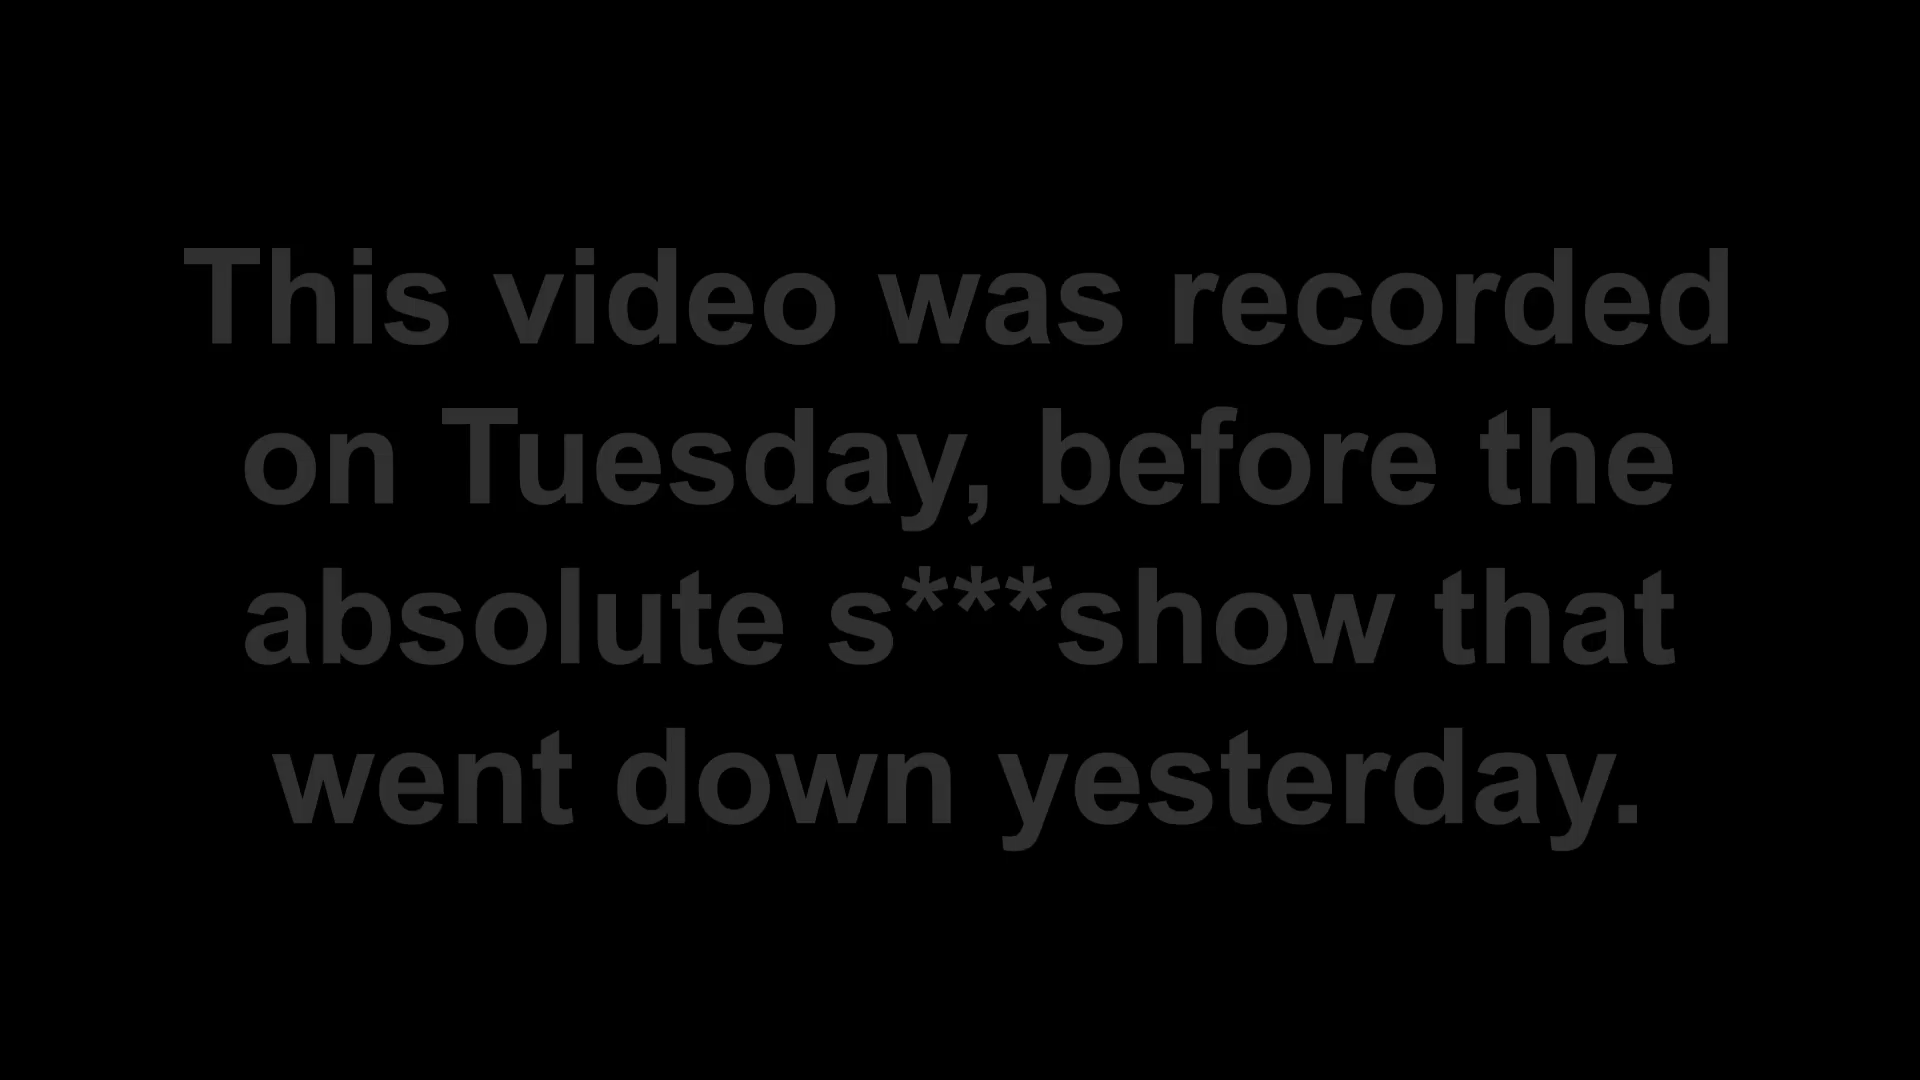 This video was recorded
on Tuesday, before the
absolute s***show that
went down yesterday.